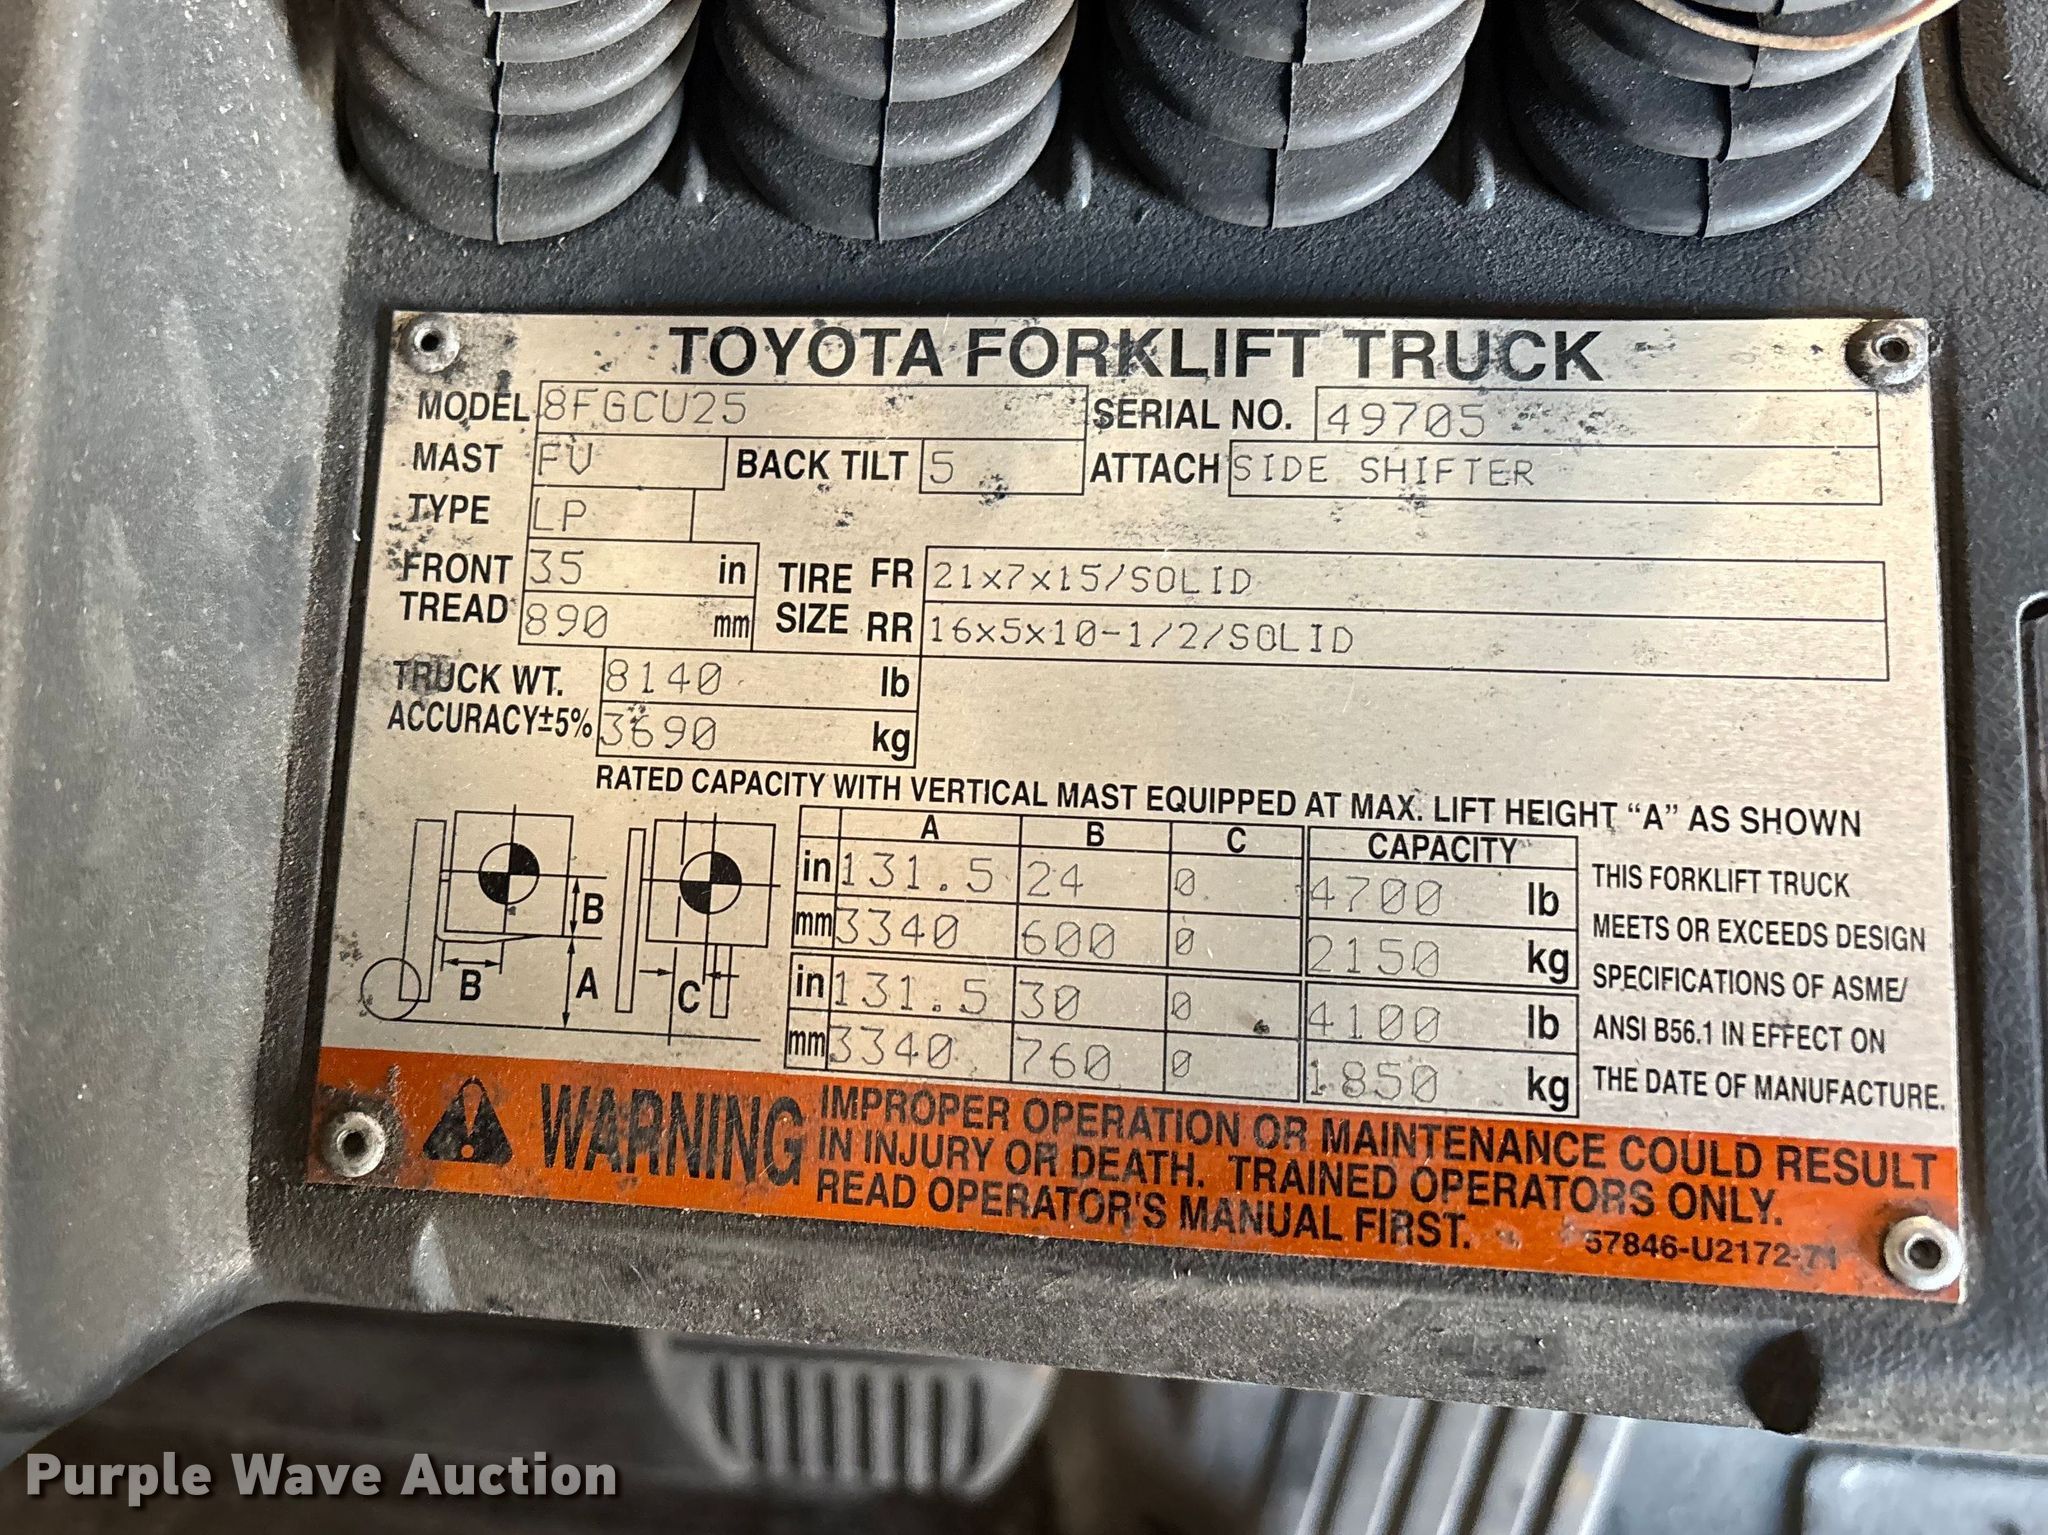 TOYOTA FORKLIFT TRUCK
MODEL 8FGCU25 SERIAL NO. 49705
MAST FV BACK TILT 5 ATTACH SIDE SHIFTER
TYPE LP
FRONT TREAD 35 in TIRE SIZE FR 21x7x15/SOLID
890 mm RR 16x5x10-1/2/SOLID
TRUCK WT. 8140 lb
ACCURACY±5% 3690 kg
RATED CAPACITY WITH VERTICAL MAST EQUIPPED AT MAX. LIFT HEIGHT "A" AS SHOWN
A B C CAPACITY
in 131.5 24 0 4700 lb
mm 3340 600 0 2150 kg
in 131.5 30 0 4100 lb
mm 3340 760 0 1850 kg
B
B A C
THIS FORKLIFT TRUCK
MEETS OR EXCEEDS DESIGN
SPECIFICATIONS OF ASME/
ANSI B56.1 IN EFFECT ON
THE DATE OF MANUFACTURE.
WARNING
IMPROPER OPERATION OR MAINTENANCE COULD RESULT
IN INJURY OR DEATH. TRAINED OPERATORS ONLY.
READ OPERATOR'S MANUAL FIRST.
57846-U2172-71
Purple Wave Auction